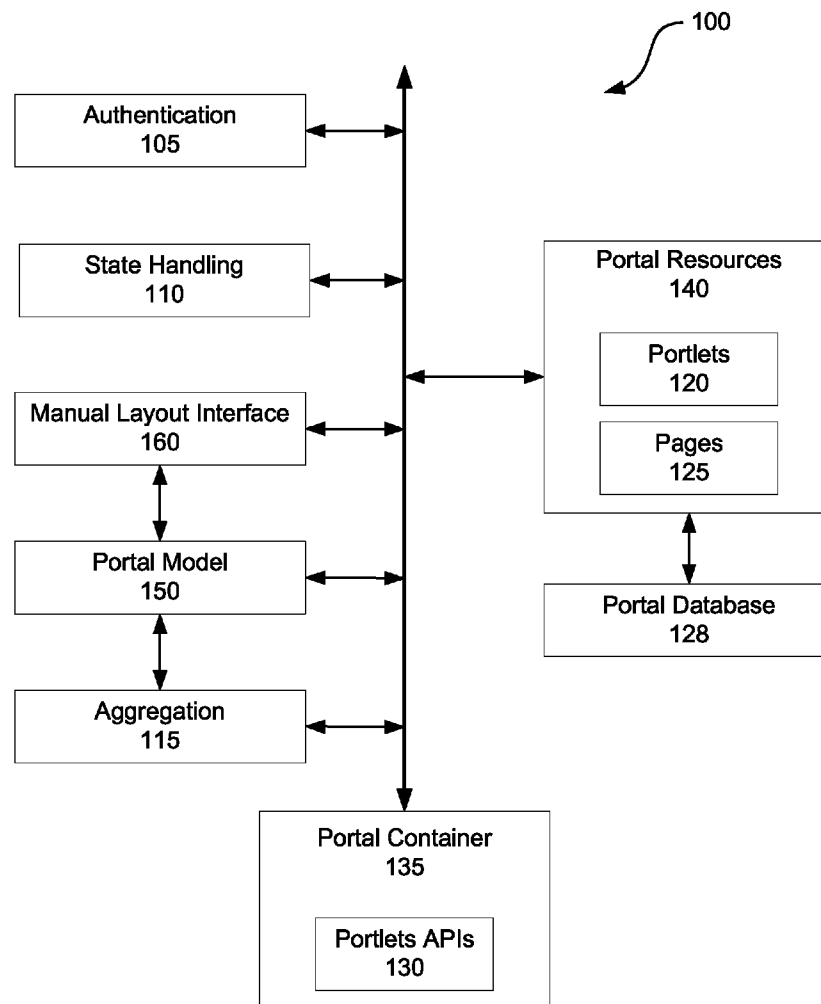 100
Authentication
105
State Handling
110
Portal Resources
140
Portlets
120
Manual Layout Interface
160
Pages
125
Portal Model
150
Portal Database
128
Aggregation
115
Portal Container
135
Portlets APIs
130